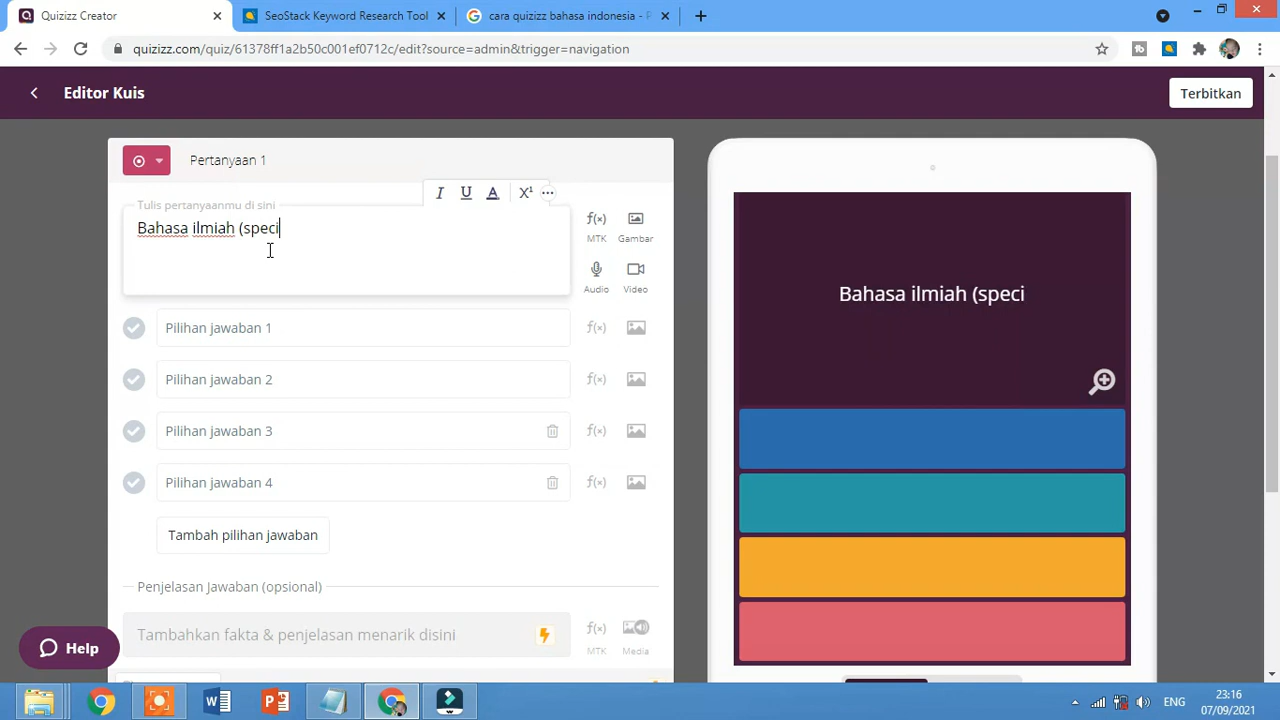 Quizizz Creator
SeoStack Keyword Research Tool
cara quizizz bahasa indonesia - P
quizizz.com/quiz/61378ff1a2b50c001ef0712c/edit?source=admin&trigger=navigation
Editor Kuis
Terbitkan
Pertanyaan 1
Tulis pertanyaanmu di sini
Bahasa ilmiah (speci
f(x)
MTK
Gambar
Audio
Video
Bahasa ilmiah (speci
Pilihan jawaban 1
f(x)
Pilihan jawaban 2
f(x)
Pilihan jawaban 3
f(x)
Pilihan jawaban 4
f(x)
Tambah pilihan jawaban
Penjelasan Jawaban (opsional)
Tambahkan fakta & penjelasan menarik disini
f(x)
MTK
Media
Help
ENG
23:16
07/09/2021